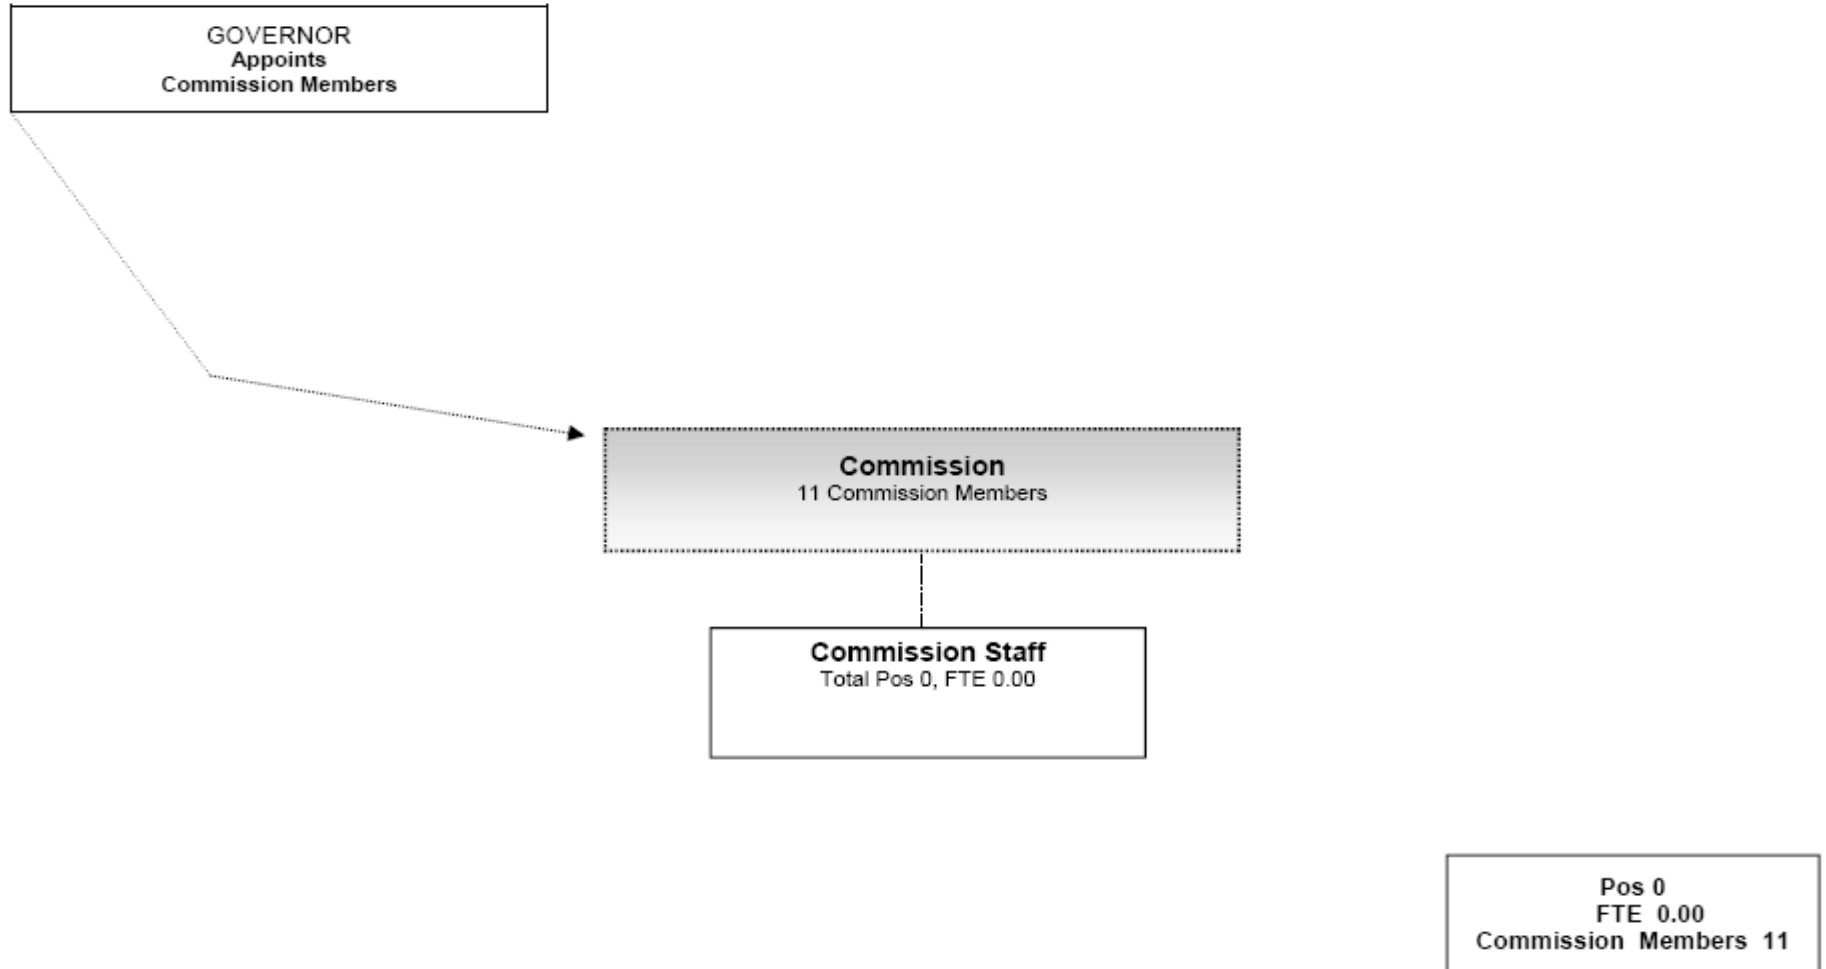 GOVERNOR
Appoints
Commission Members
Commission
11 Commission Members
Commission Staff
Total Pos 0, FTE 0.00
Pos 0
FTE 0.00
Commission Members 11